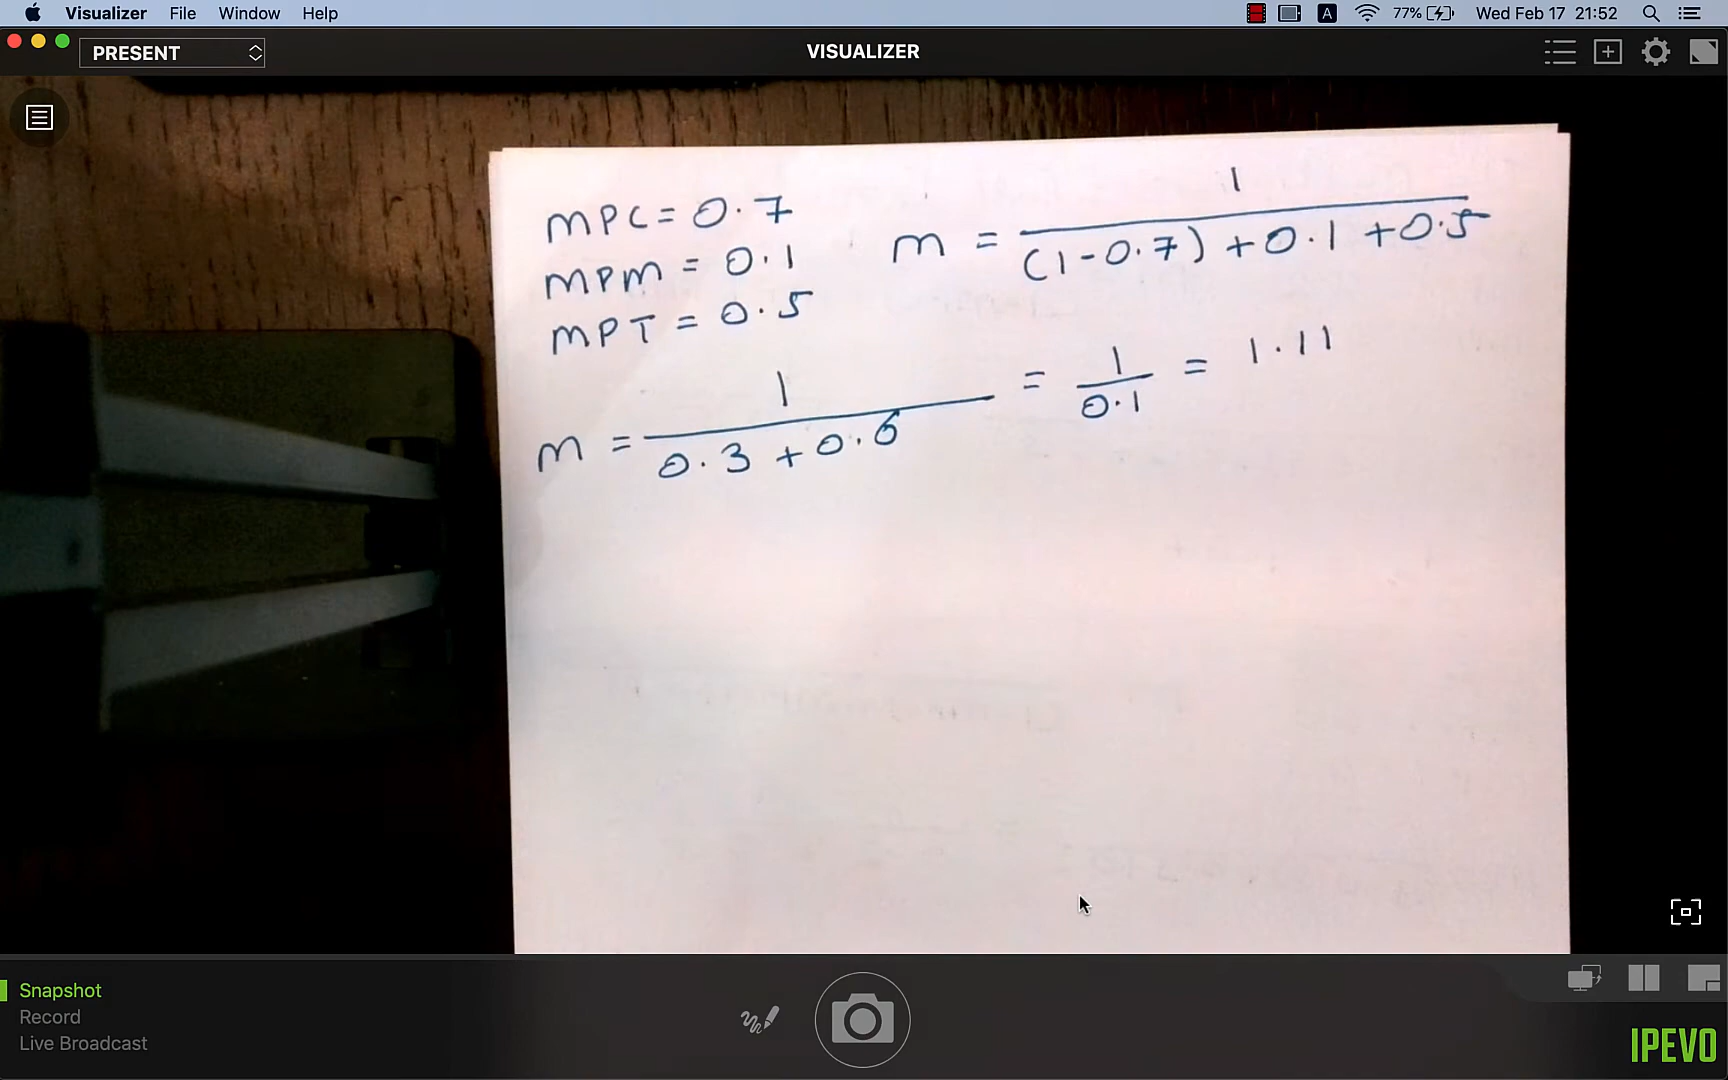 Visualizer File Window Help A 77% Wed Feb 17 21:52
PRESENT VISUALIZER
MPC = 0.7
MPM = 0.1
MPT = 0.5
m = 1 / (1 - 0.7) + 0.1 + 0.5
m = 1 / 0.3 + 0.6 = 1 / 0.1 = 1.11
Snapshot
Record
Live Broadcast
IPEVO